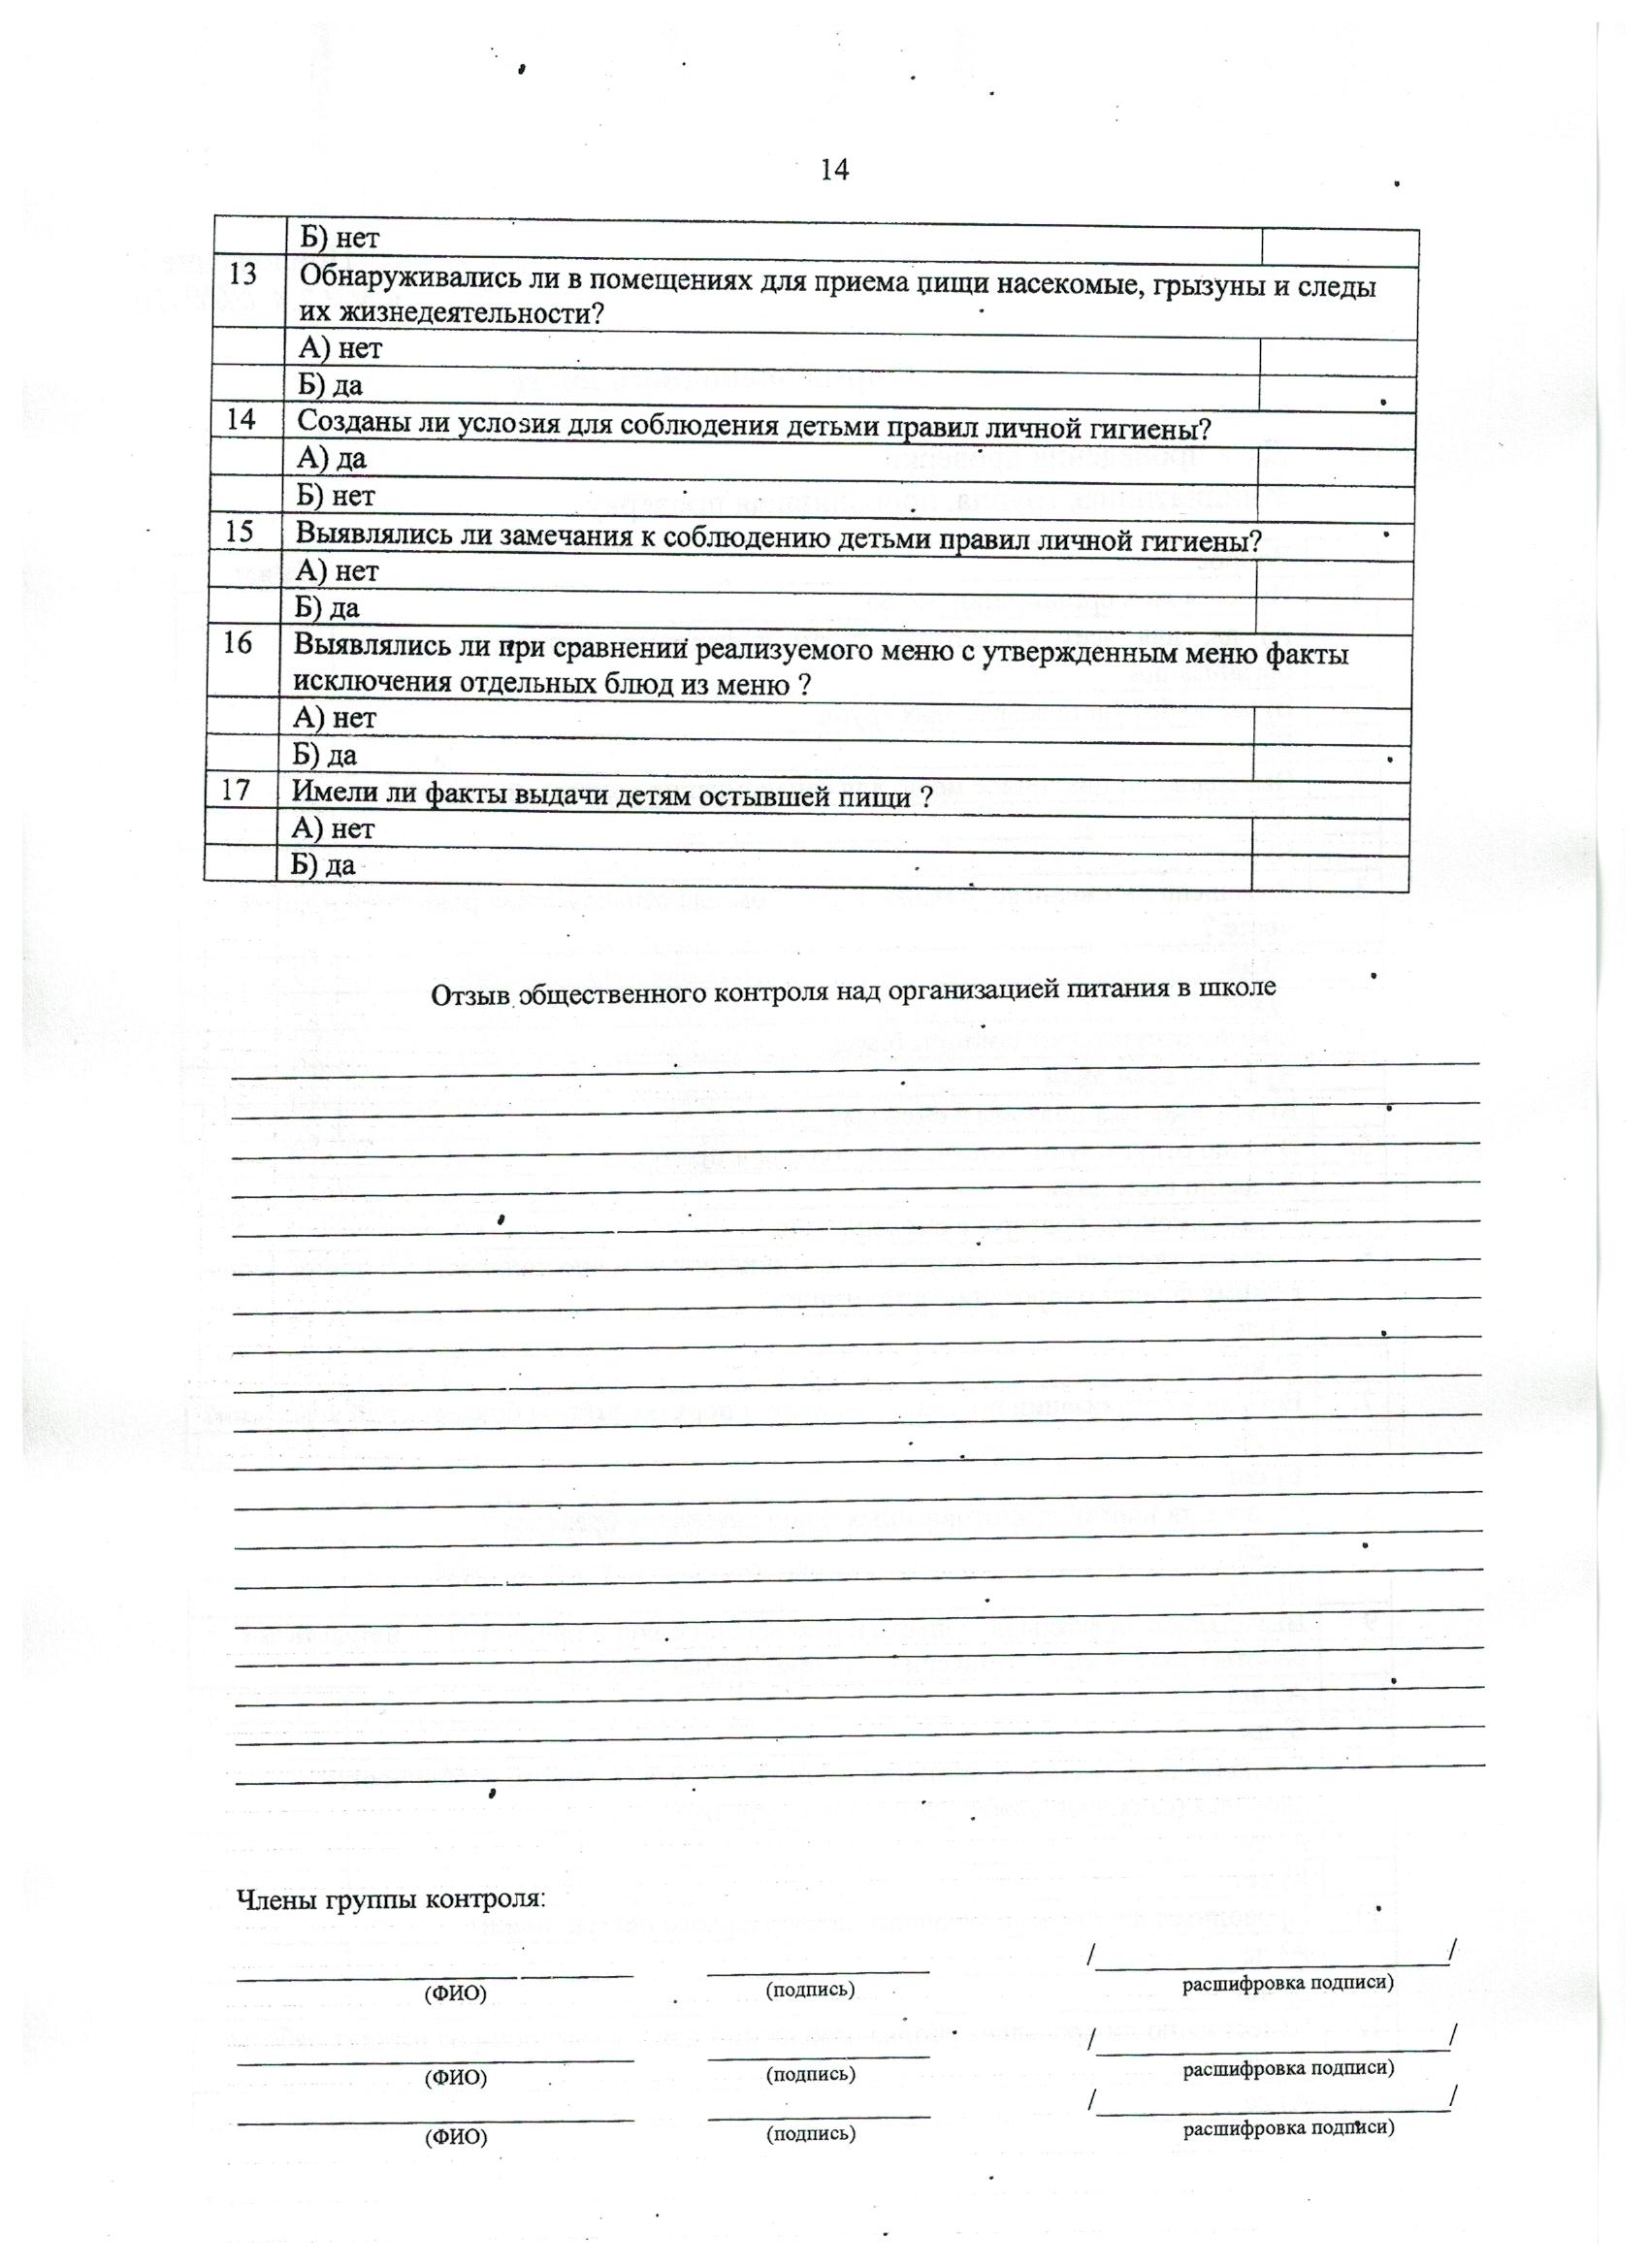 14
Б) нет
13 Обнаруживались ли в помещениях для приема пищи насекомые, грызуны и следы
их жизнедеятельности?
А) нет
Б) да
14 Созданы ли условия для соблюдения детьми правил личной гигиены?
А) да
Б) нет
15 Выявлялись ли замечания к соблюдению детьми правил личной гигиены?
А) нет
Б) да
16 Выявлялись ли при сравнении реализуемого меню с утвержденным меню факты
исключения отдельных блюд из меню ?
А) нет
Б) да
17 Имели ли факты выдачи детям остывшей пищи ?
А) нет
Б) да
Отзыв общественного контроля над организацией питания в школе
Члены группы контроля:
/ /
(ФИО) (подпись) расшифровка подписи)
/ /
(ФИО) (подпись) расшифровка подписи)
/ /
(ФИО) (подпись) расшифровка подписи)